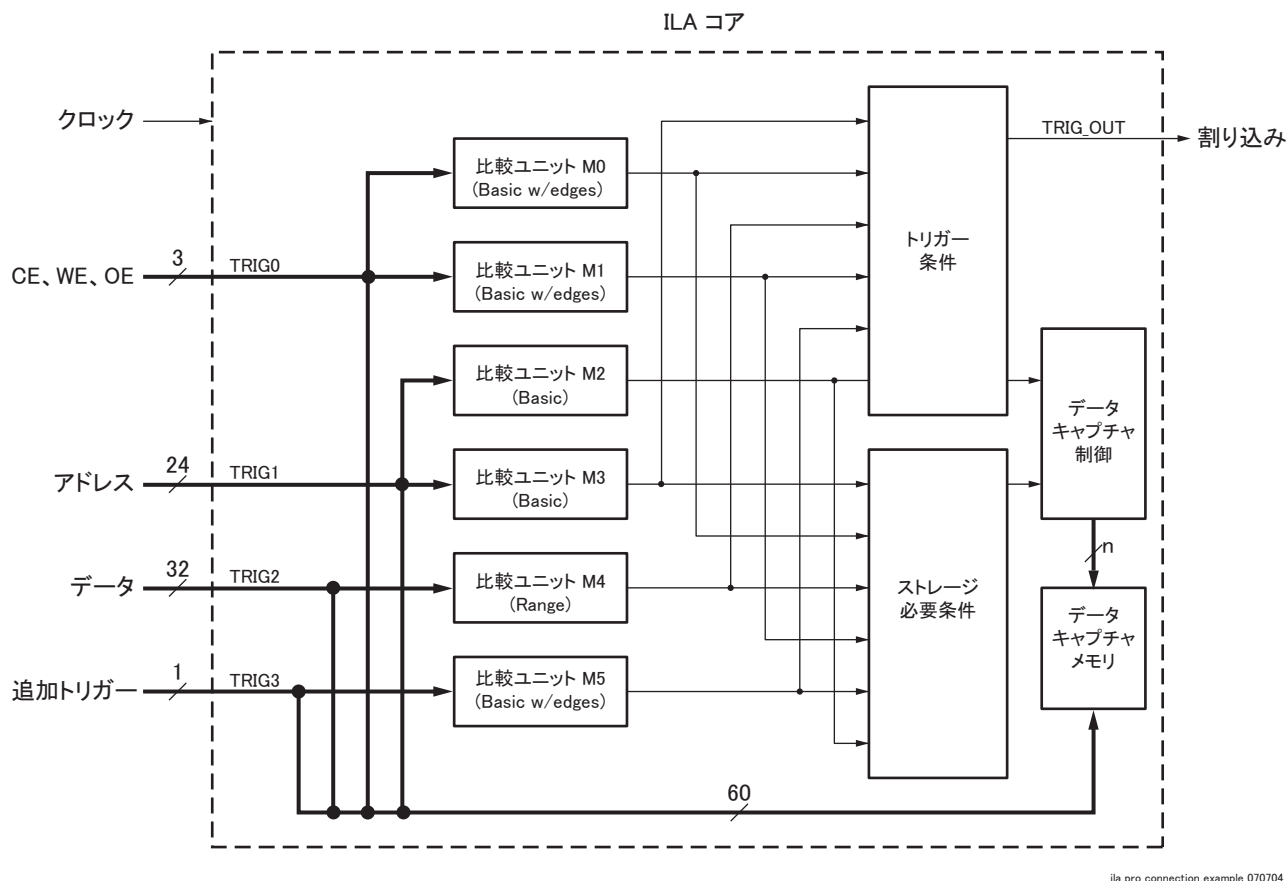 ILA コア
クロック
TRIG_OUT
割り込み
比較ユニット M0
(Basic w/edges)
トリガー
条件
CE、WE、OE
3
TRIG0
比較ユニット M1
(Basic w/edges)
比較ユニット M2
(Basic)
データ
キャプチャ
制御
アドレス
24
TRIG1
比較ユニット M3
(Basic)
n
データ
32
TRIG2
比較ユニット M4
(Range)
ストレージ
必要条件
データ
キャプチャ
メモリ
追加トリガー
1
TRIG3
比較ユニット M5
(Basic w/edges)
60
ila_pro_connection_example_070704